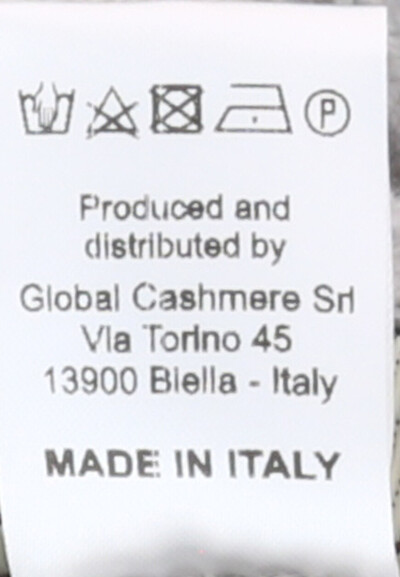 P
Produced and
distributed by
Global Cashmere Srl
Via Torino 45
13900 Biella - Italy
MADE IN ITALY